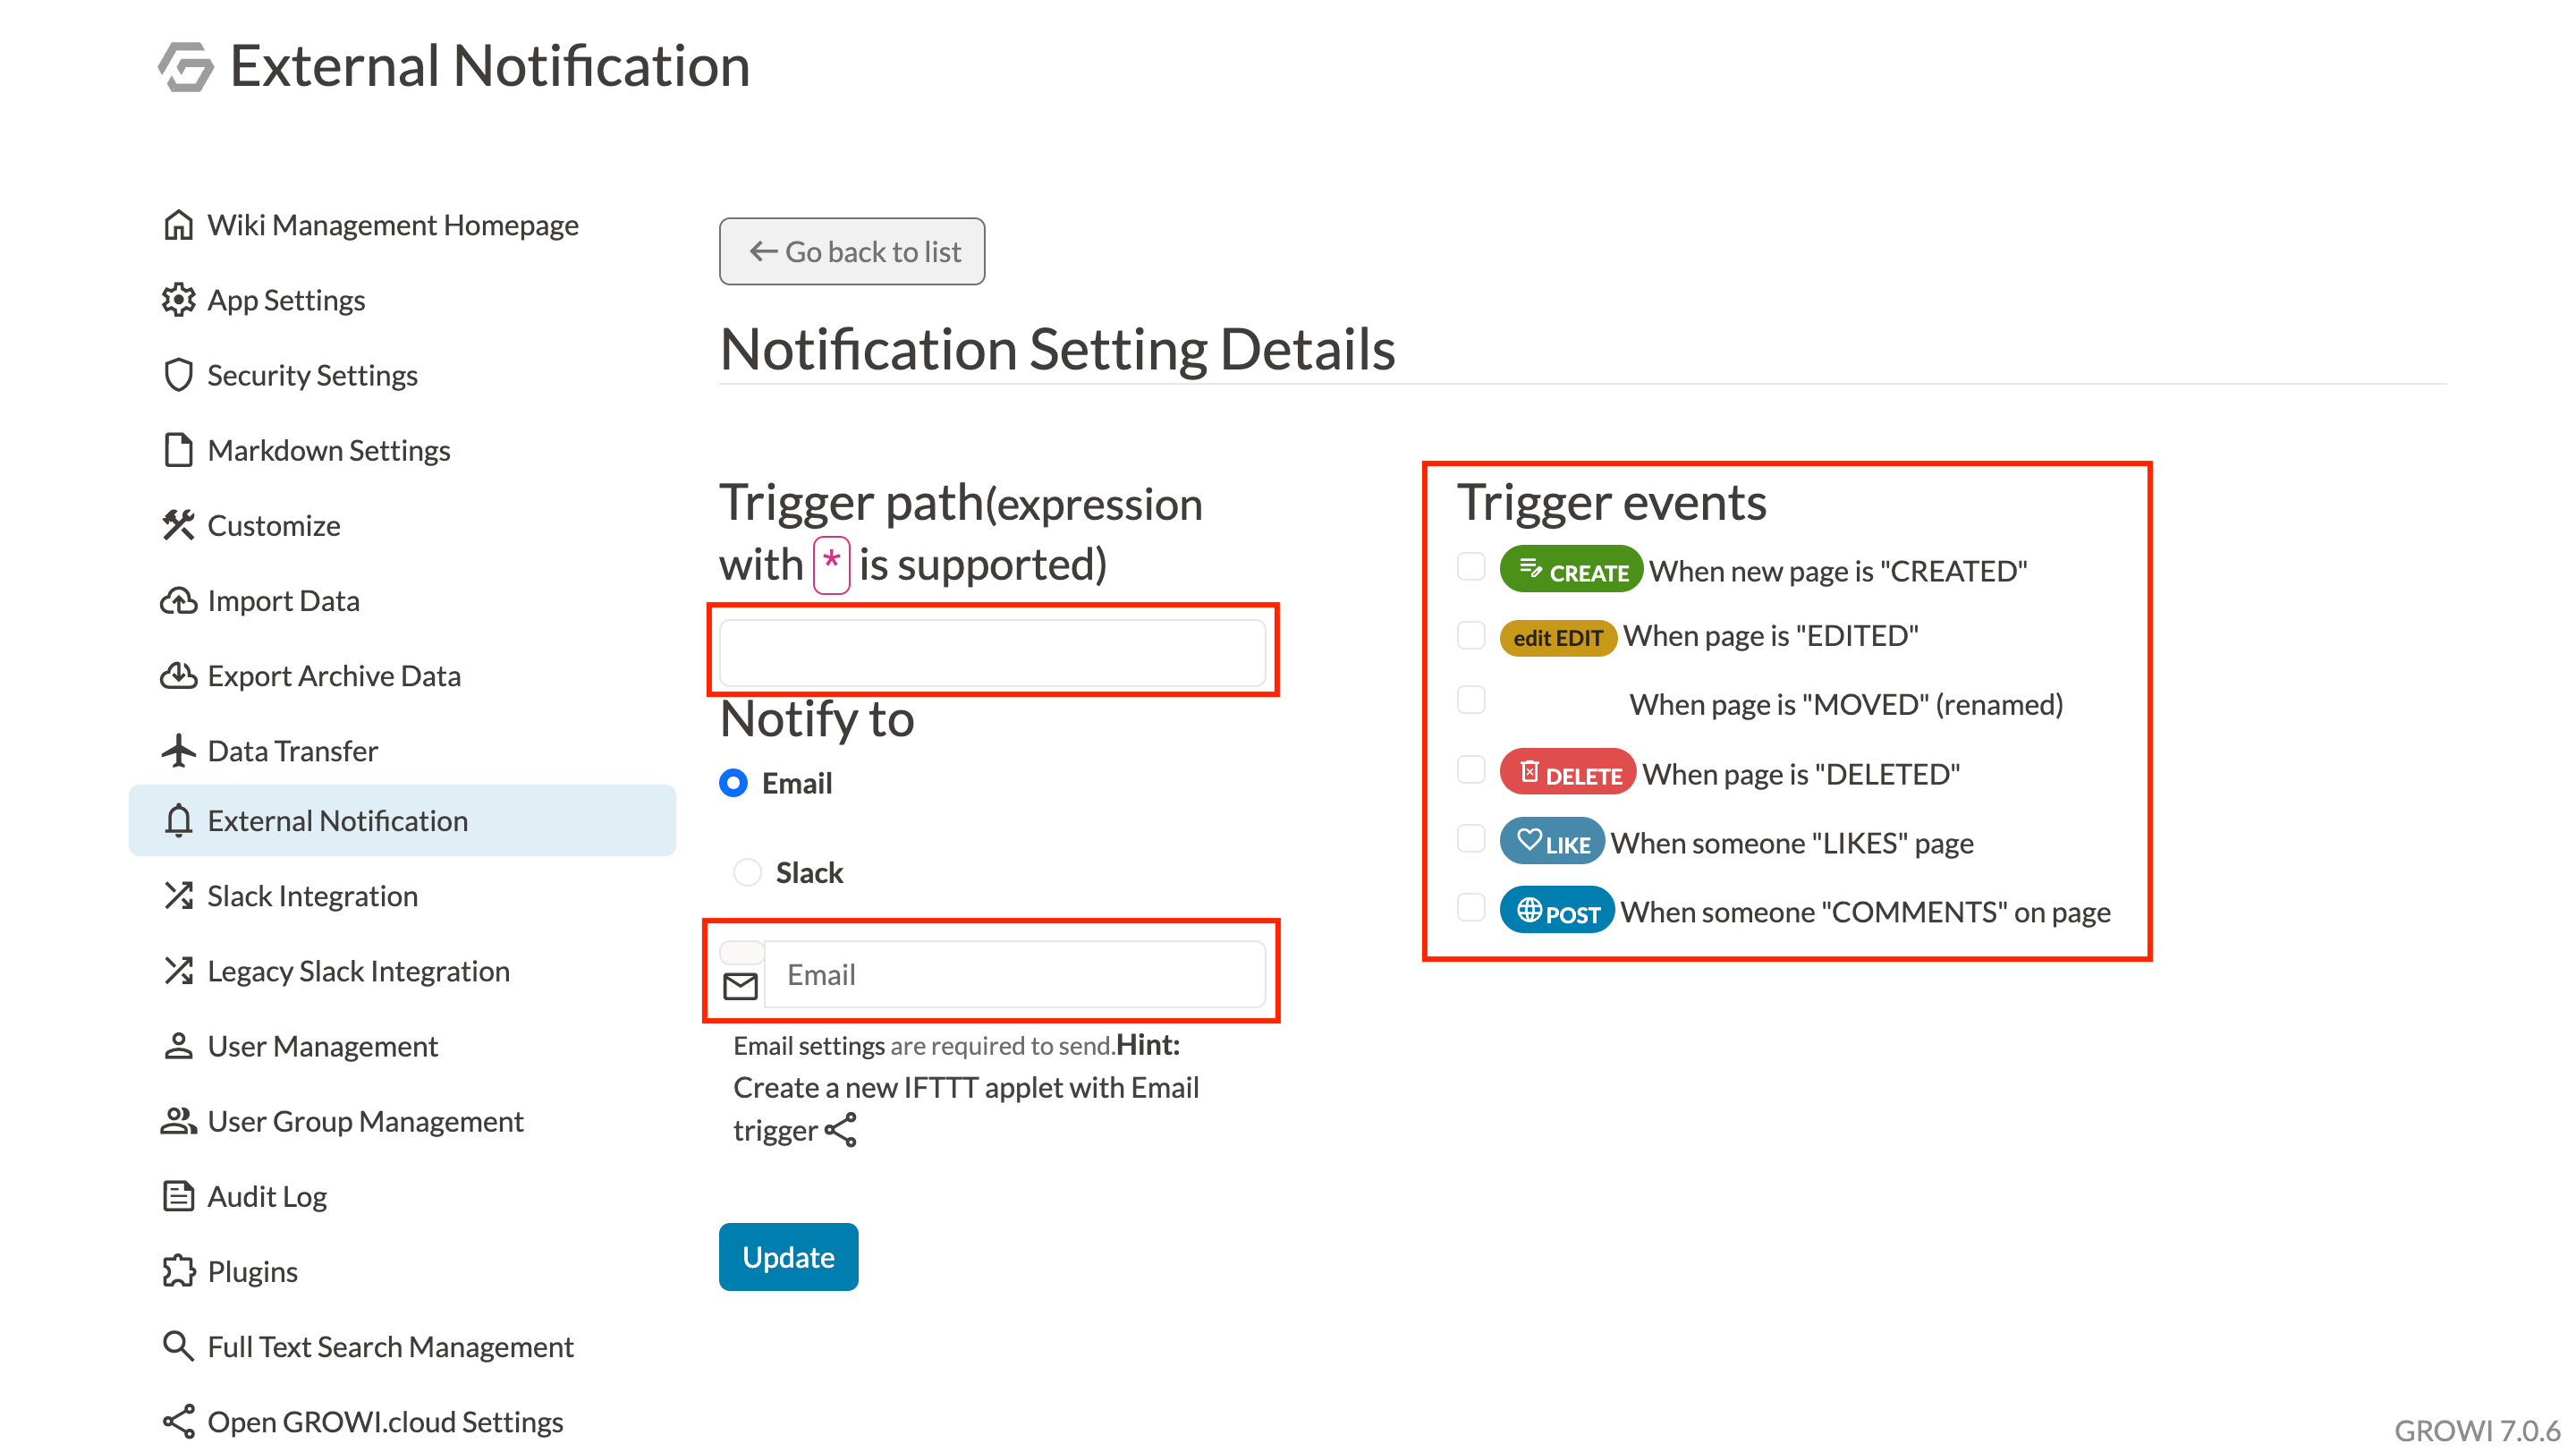 External Notification
Wiki Management Homepage
App Settings
Security Settings
Markdown Settings
Customize
Import Data
Export Archive Data
Data Transfer
External Notification
Slack Integration
Legacy Slack Integration
User Management
User Group Management
Audit Log
Plugins
Full Text Search Management
Open GROWI.cloud Settings
Go back to list
Notification Setting Details
Trigger path(expression
with * is supported)
Notify to
Email
Slack
Email
Email settings are required to send.Hint:
Create a new IFTTT applet with Email
trigger
Update
Trigger events
CREATE When new page is "CREATED"
edit EDIT When page is "EDITED"
When page is "MOVED" (renamed)
DELETE When page is "DELETED"
LIKE When someone "LIKES" page
POST When someone "COMMENTS" on page
GROWI 7.0.6